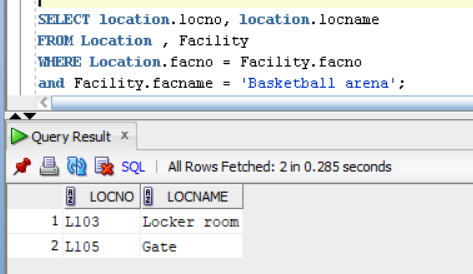 SELECT location.locno, location.locname
FROM Location , Facility
WHERE Location.facno = Facility.facno
and Facility.facname = 'Basketball arena';
Query Result x
SQL | All Rows Fetched: 2 in 0.285 seconds
LOCNO LOCNAME
1 L103 Locker room
2 L105 Gate